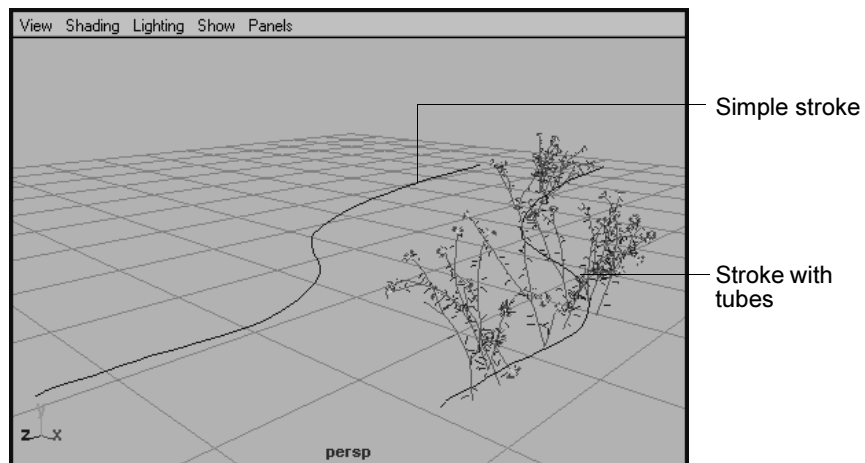 View Shading Lighting Show Panels
Simple stroke
Stroke with
tubes
y
z x
persp